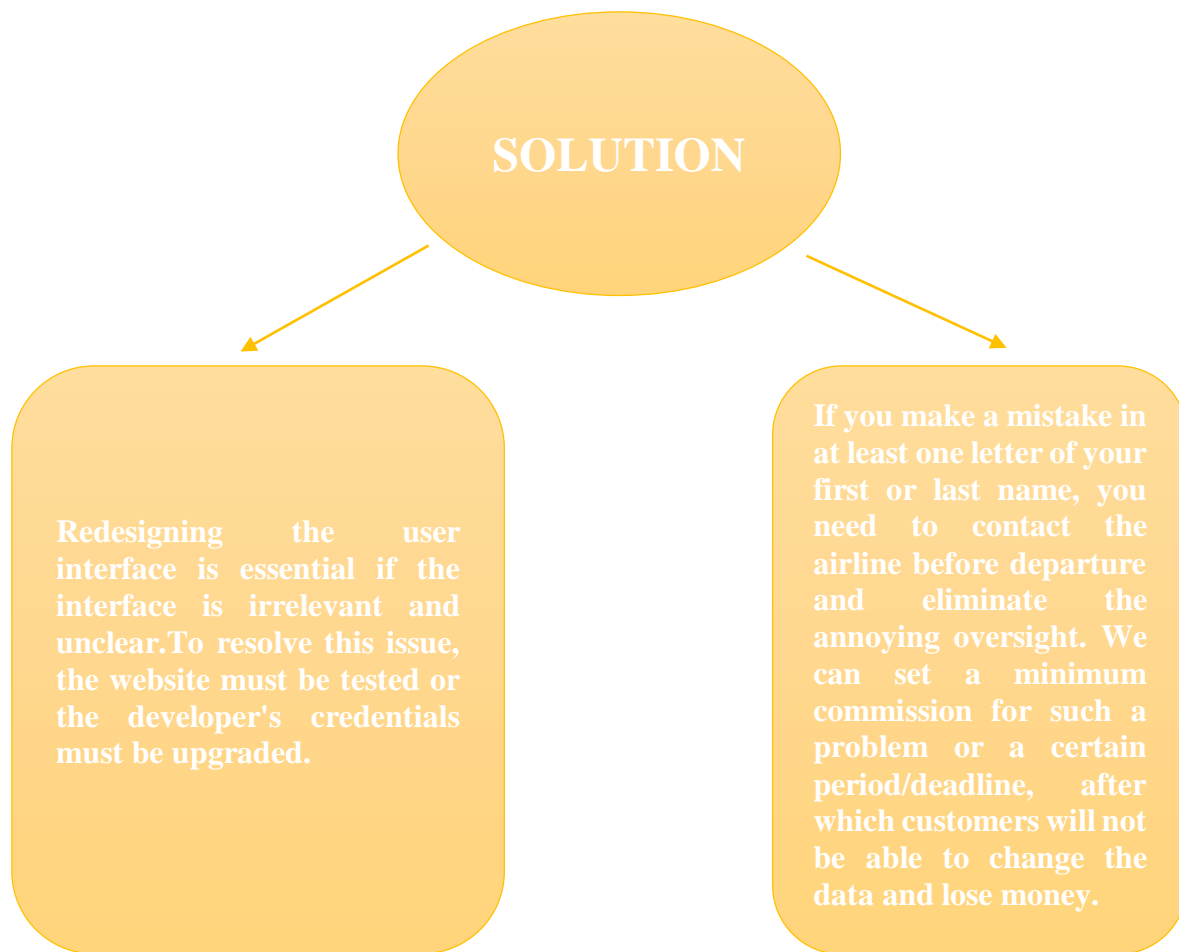 SOLUTION
Redesigning the user
interface is essential if the
interface is irrelevant and
unclear.To resolve this issue,
the website must be tested or
the developer's credentials
must be upgraded.
If you make a mistake in
at least one letter of your
first or last name, you
need to contact the
airline before departure
and eliminate the
annoying oversight. We
can set a minimum
commission for such a
problem or a certain
period/deadline, after
which customers will not
be able to change the
data and lose money.